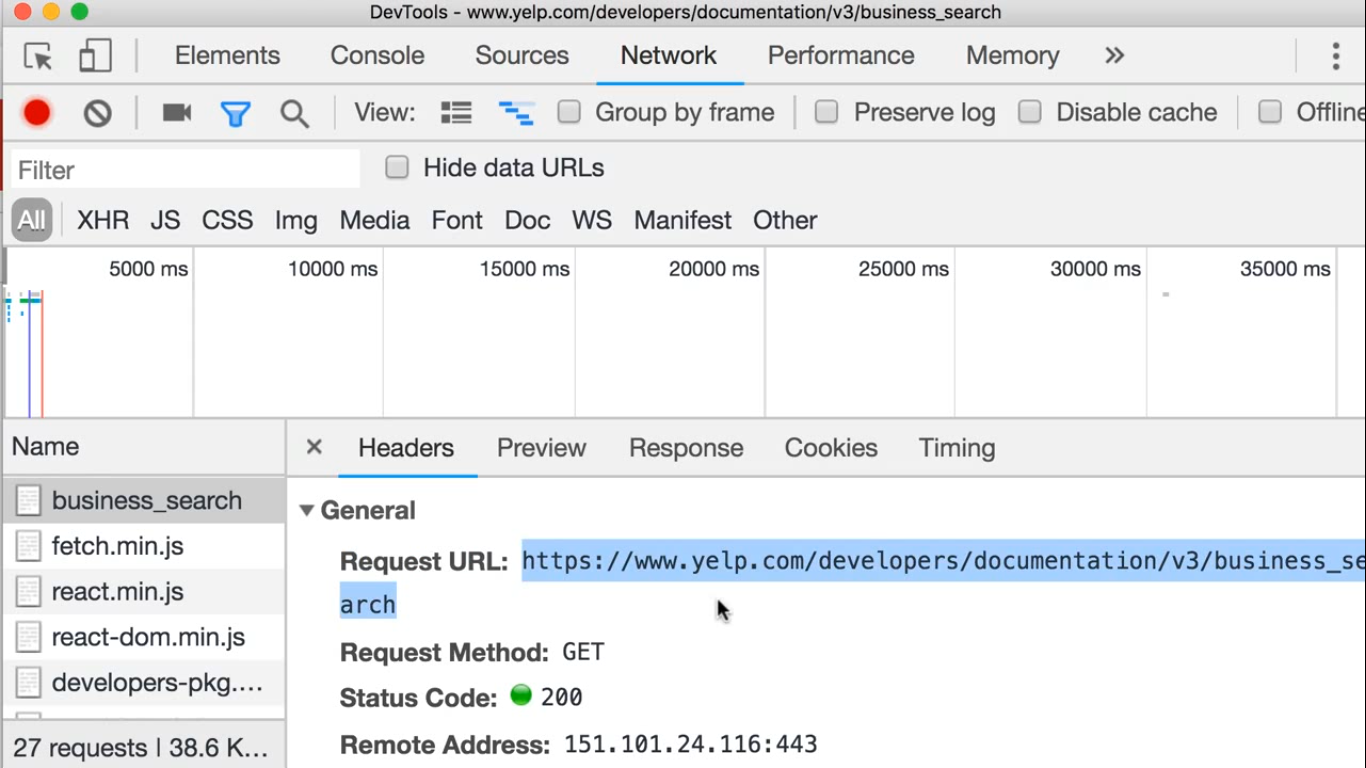 DevTools - www.yelp.com/developers/documentation/v3/business_search
Elements Console Sources Network Performance Memory »
View: Group by frame Preserve log Disable cache Offline
Filter Hide data URLs
All XHR JS CSS Img Media Font Doc WS Manifest Other
5000 ms 10000 ms 15000 ms 20000 ms 25000 ms 30000 ms 35000 ms
Name
Headers Preview Response Cookies Timing
business_search
fetch.min.js
react.min.js
react-dom.min.js
developers-pkg....
27 requests | 38.6 K...
General
Request URL: https://www.yelp.com/developers/documentation/v3/business_se
arch
Request Method: GET
Status Code: 200
Remote Address: 151.101.24.116:443